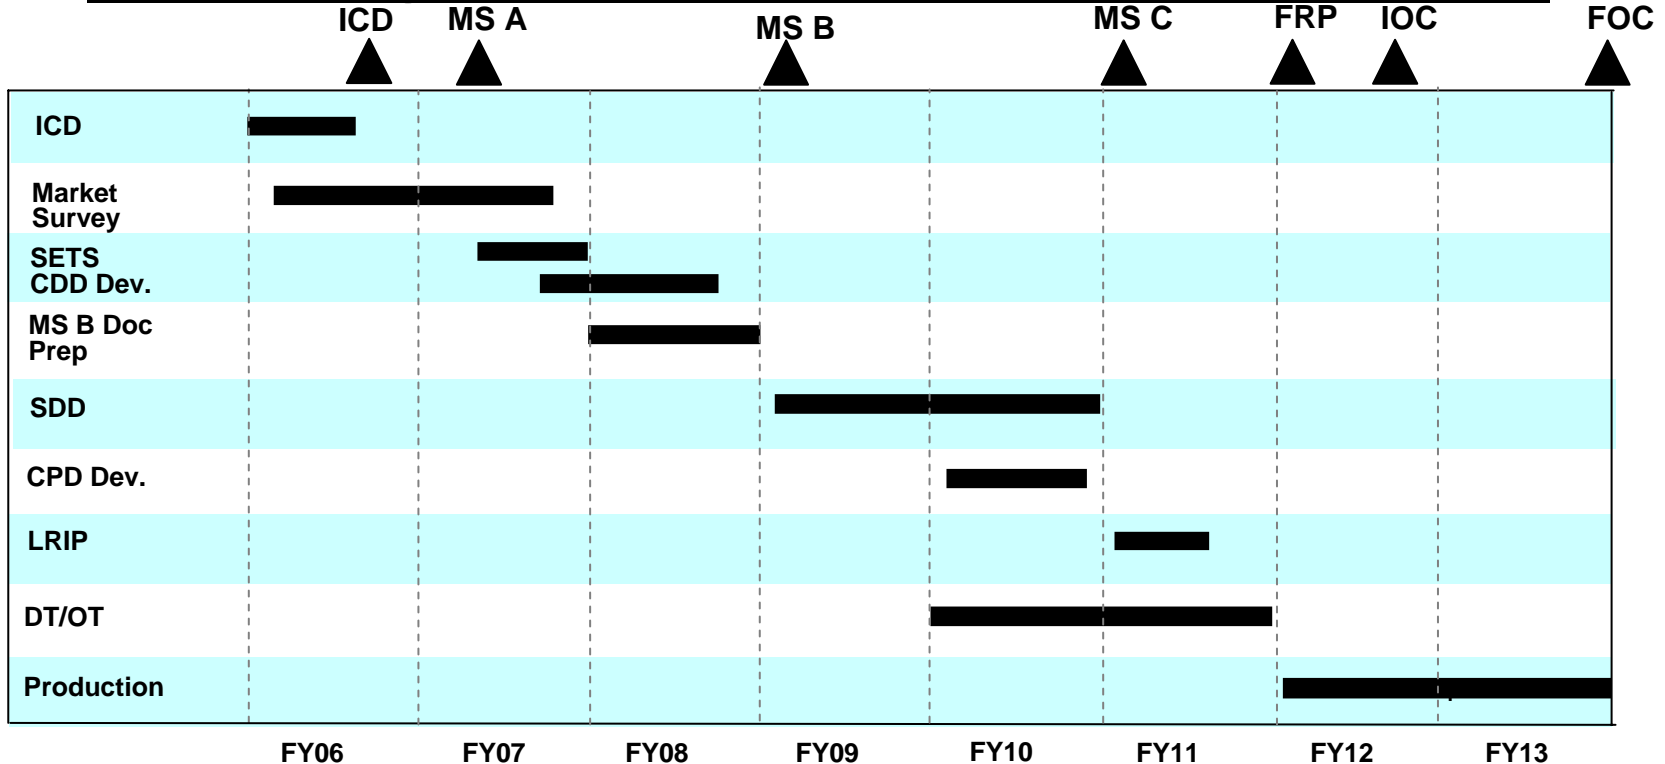 ICD MS A MS B MS C FRP IOC FOC
ICD
Market
Survey
SETS
CDD Dev.
MS B Doc
Prep
SDD
CPD Dev.
LRIP
DT/OT
Production
FY06 FY07 FY08 FY09 FY10 FY11 FY12 FY13